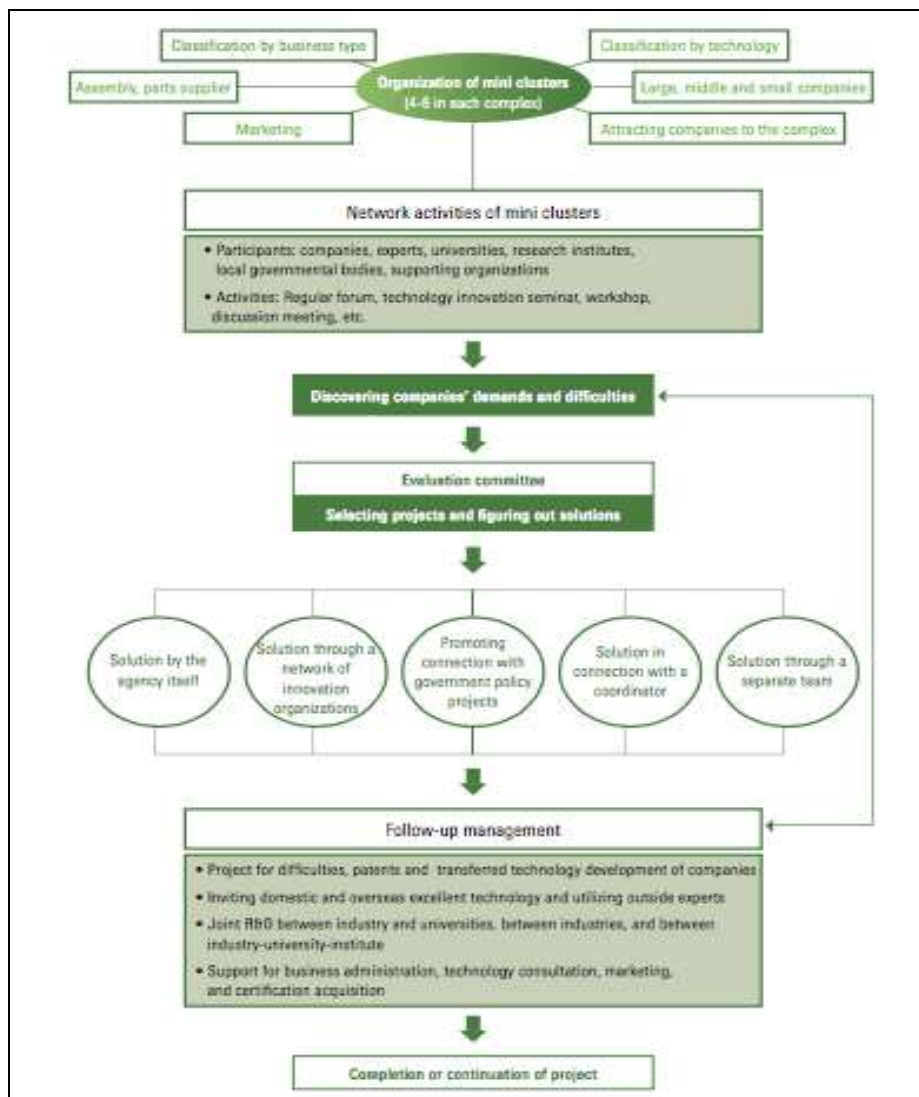 Classification by business type
Classification by technology
Assembly, parts supplier
Organization of mini clusters
(4-6 in each complex)
Large, middle and small companies
Marketing
Attracting companies to the complex
Network activities of mini clusters
• Participants: companies, experts, universities, research institutes,
local governmental bodies, supporting organizations
• Activities: Regular forum, technology innovation seminar, workshop,
discussion meeting, etc.
Discovering companies' demands and difficulties
Evaluation committee
Selecting projects and figuring out solutions
Solution by the
agency itself
Solution through a
network of
innovation
organizations
Promoting
connection with
government policy
projects
Solution in
connection with a
coordinator
Solution through a
separate team
Follow-up management
• Project for difficulties, patents and transferred technology development of companies
• Inviting domestic and overseas excellent technology and utilizing outside experts
• Joint R&G between industry and universities, between industries, and between
industry-university-institute
• Support for business administration, technology consultation, marketing,
and certification acquisition
Completion or continuation of project